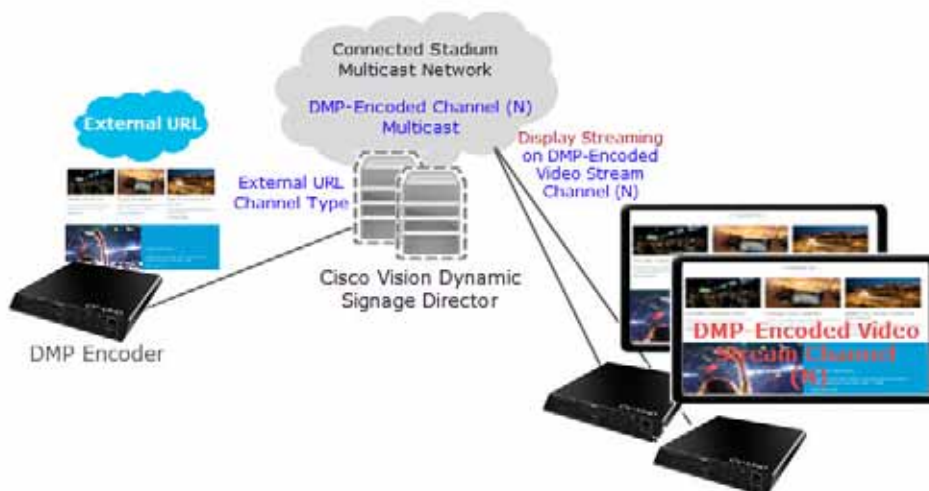 Connected Stadium
Multicast Network
DMP-Encoded Channel (N)
Multicast
External URL
External URL
Channel Type
Display Streaming
on DMP-Encoded
Video Stream
Channel (N)
Cisco Vision Dynamic
Signage Director
DMP Encoder
DMP-Encoded Video
Stream Channel
(N)